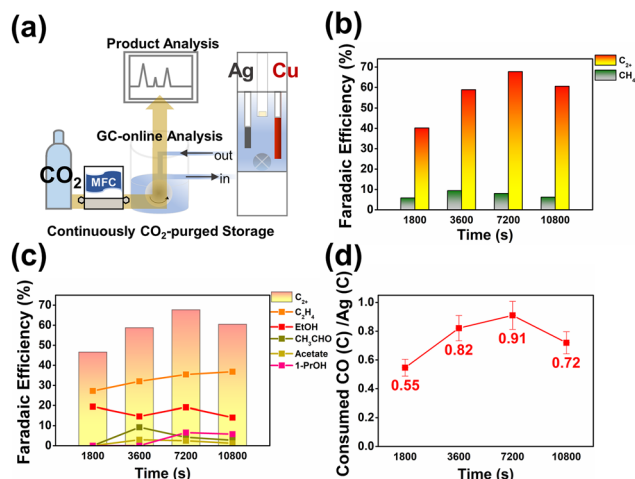 (a)
Product Analysis
Ag
Cu
GC-online Analysis
CO2
MFC
out
in
Continuously CO2-purged Storage
(b)
Faradaic Efficiency (%)
80
70
60
50
40
30
20
10
0
1800
3600
7200
10800
Time (s)
C2+
CH4
(c)
Faradaic Efficiency (%)
70
60
50
40
30
20
10
0
1800
3600
7200
10800
Time (s)
C2+
C2H4
EtOH
CH3CHO
Acetate
1-PrOH
(d)
Consumed CO (C) /Ag (C)
1.0
0.8
0.6
0.4
0.2
0.0
0.55
0.82
0.91
0.72
1800
3600
7200
10800
Time (s)